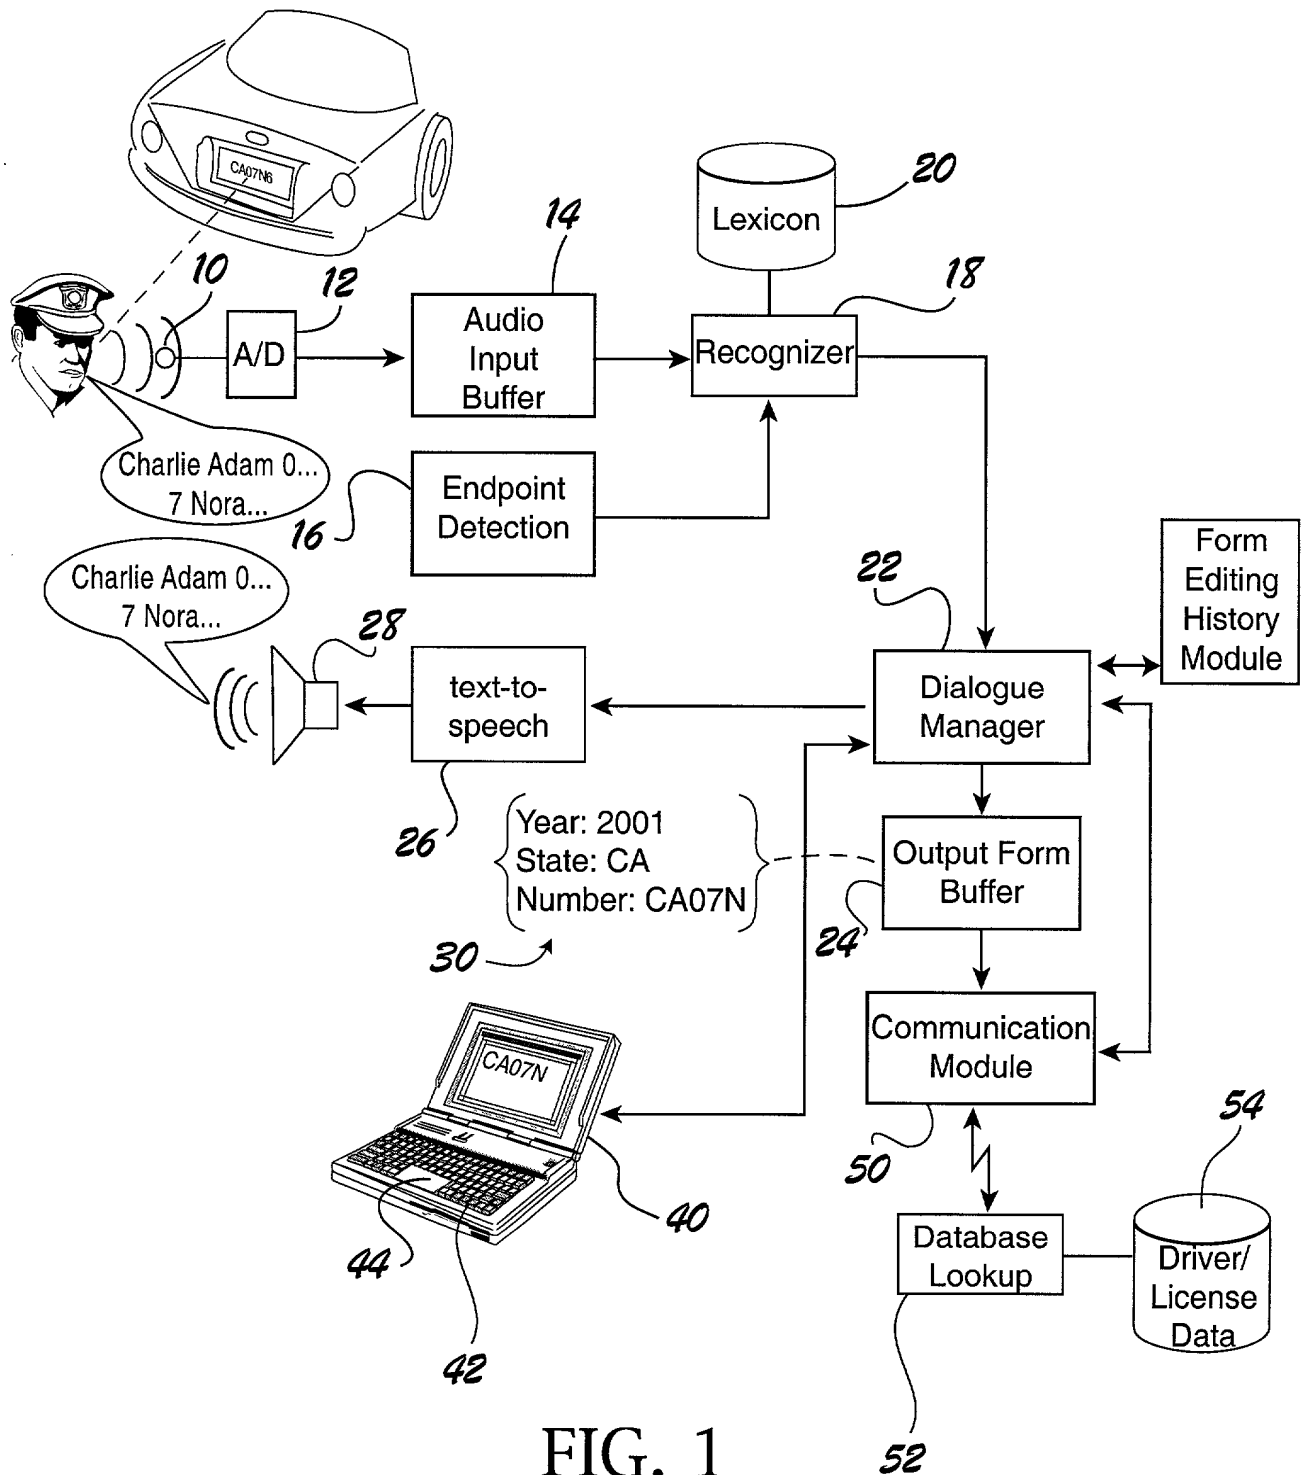 CA07N6
20
Lexicon
14
10
12
18
A/D
Audio
Input
Buffer
Recognizer
Charlie Adam 0...
7 Nora...
16
Endpoint
Detection
Form
Editing
History
Module
22
Charlie Adam 0...
7 Nora...
28
text-to-
speech
Dialogue
Manager
26
Year: 2001
State: CA
Number: CA07N
Output Form
Buffer
24
30
Communication
Module
CA07N
50
54
40
44
42
Database
Lookup
Driver/
License
Data
52
FIG. 1